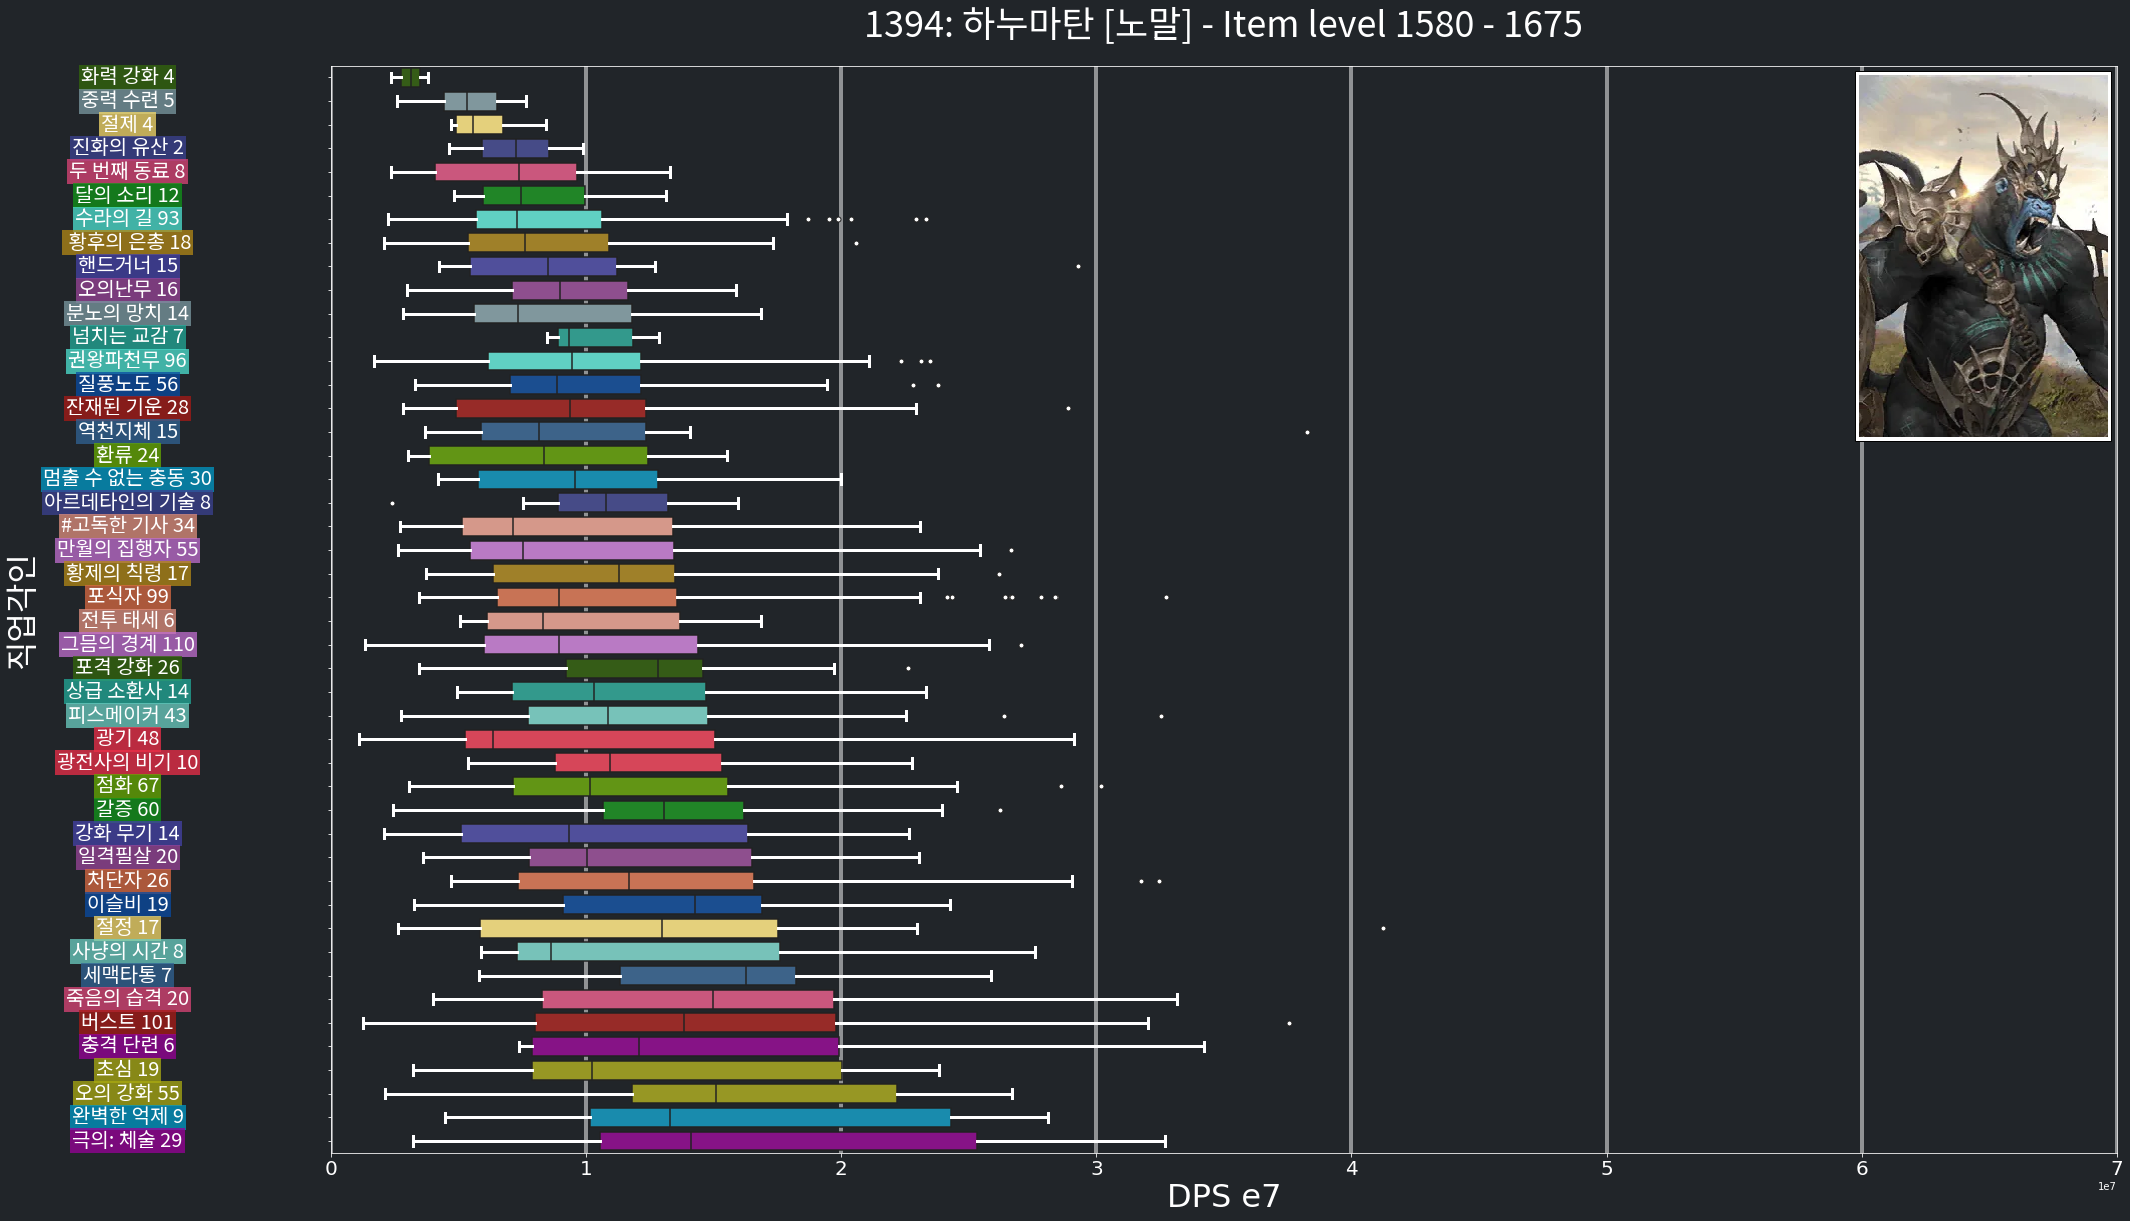 1394: 하누마탄 [노말] - Item level 1580 - 1675
직업각인
화력 강화 4
중력 수련 5
절제 4
진화의 유산 2
두 번째 동료 8
달의 소리 12
수라의 길 93
황후의 은총 18
핸드거너 15
오의난무 16
분노의 망치 14
넘치는 교감 7
권왕파천무 96
질풍노도 56
잔재된 기운 28
역천지체 15
환류 24
멈출 수 없는 충동 30
아르데타인의 기술 8
#고독한 기사 34
만월의 집행자 55
황제의 칙령 17
포식자 99
전투 태세 6
그믐의 경계 110
포격 강화 26
상급 소환사 14
피스메이커 43
광기 48
광전사의 비기 10
점화 67
갈증 60
강화 무기 14
일격필살 20
처단자 26
이슬비 19
절정 17
사냥의 시간 8
세맥타통 7
죽음의 습격 20
버스트 101
충격 단련 6
초심 19
오의 강화 55
완벽한 억제 9
극의: 체술 29
0 1 2 3 4 5 6 7
1e7
DPS e7